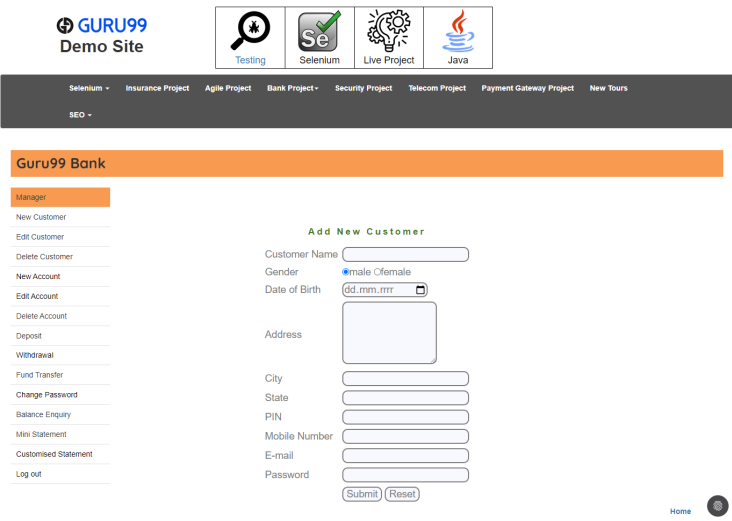 GURU99
Demo Site
Testing
Se
Selenium
Live Project
Java
Selenium
Insurance Project
Agile Project
Bank Project
Security Project
Telecom Project
Payment Gateway Project
New Tours
SEO
Guru99 Bank
Manager
New Customer
Edit Customer
Delete Customer
New Account
Edit Account
Delete Account
Deposit
Withdrawal
Fund Transfer
Change Password
Balance Enquiry
Mini Statement
Customised Statement
Log out
Add New Customer
Customer Name
Gender male female
Date of Birth dd.mm.rrrr
Address
City
State
PIN
Mobile Number
E-mail
Password
Submit Reset
Home